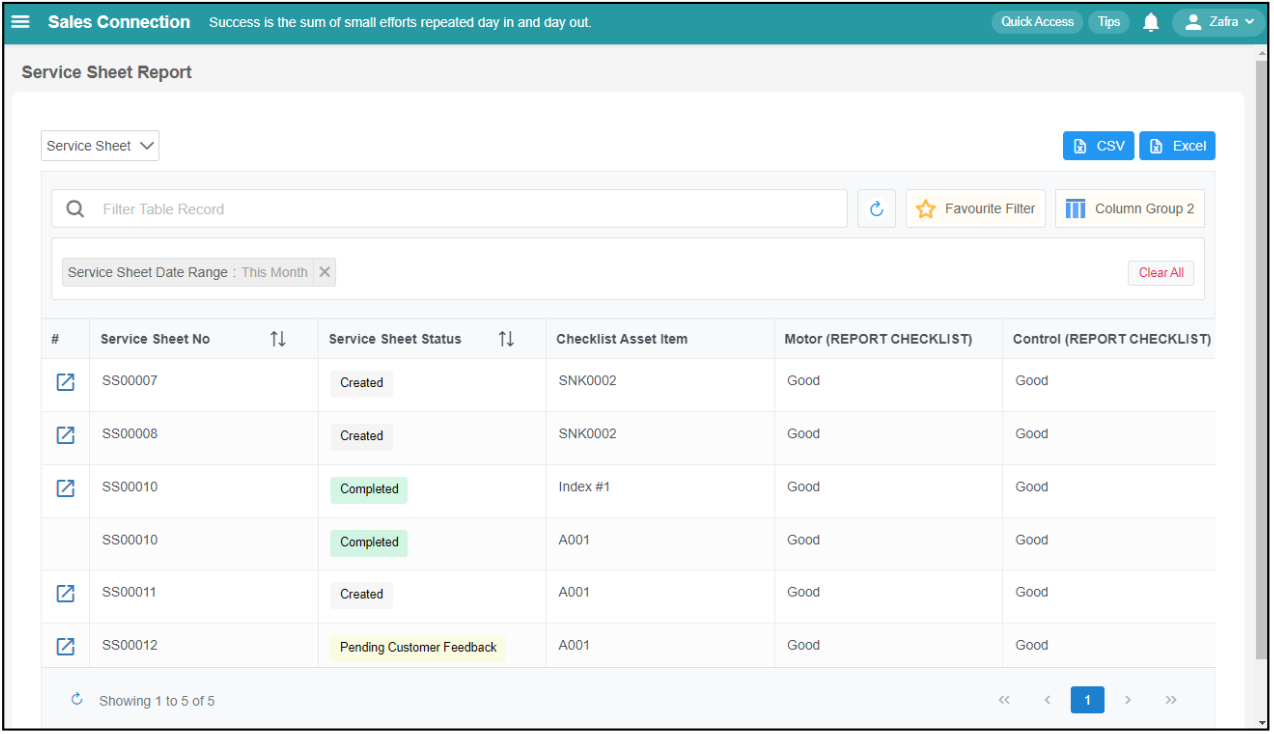 Sales Connection Success is the sum of small efforts repeated day in and day out. Quick Access Tips Zafra
Service Sheet Report
Service Sheet CSV Excel
Filter Table Record Favourite Filter Column Group 2
Service Sheet Date Range : This Month Clear All
# Service Sheet No Service Sheet Status Checklist Asset Item Motor (REPORT CHECKLIST) Control (REPORT CHECKLIST)
SS00007 Created SNK0002 Good Good
SS00008 Created SNK0002 Good Good
SS00010 Completed Index #1 Good Good
SS00010 Completed A001 Good Good
SS00011 Created A001 Good Good
SS00012 Pending Customer Feedback A001 Good Good
Showing 1 to 5 of 5 << < 1 > >>